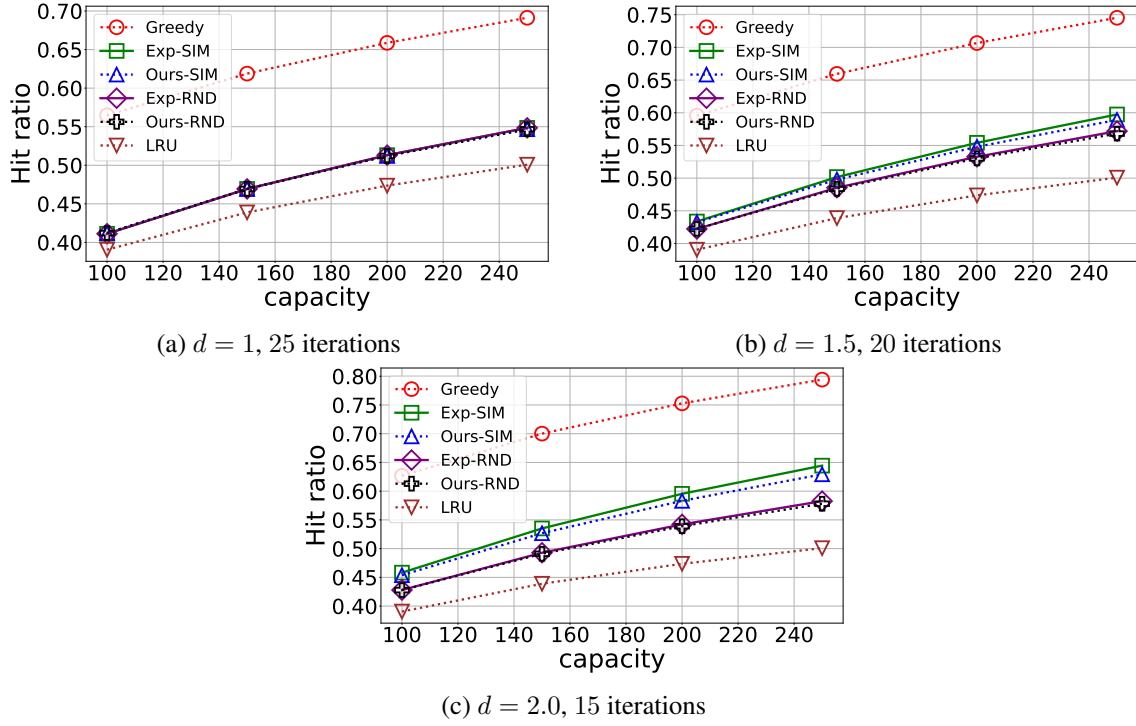 0.70
0.65
0.60
0.55
0.50
0.45
0.40
Hit ratio
Greedy
Exp-SIM
Ours-SIM
Exp-RND
Ours-RND
LRU
100 120 140 160 180 200 220 240
capacity
(a) d = 1, 25 iterations
0.75
0.70
0.65
0.60
0.55
0.50
0.45
0.40
Hit ratio
Greedy
Exp-SIM
Ours-SIM
Exp-RND
Ours-RND
LRU
100 120 140 160 180 200 220 240
capacity
(b) d = 1.5, 20 iterations
0.80
0.75
0.70
0.65
0.60
0.55
0.50
0.45
0.40
Hit ratio
Greedy
Exp-SIM
Ours-SIM
Exp-RND
Ours-RND
LRU
100 120 140 160 180 200 220 240
capacity
(c) d = 2.0, 15 iterations